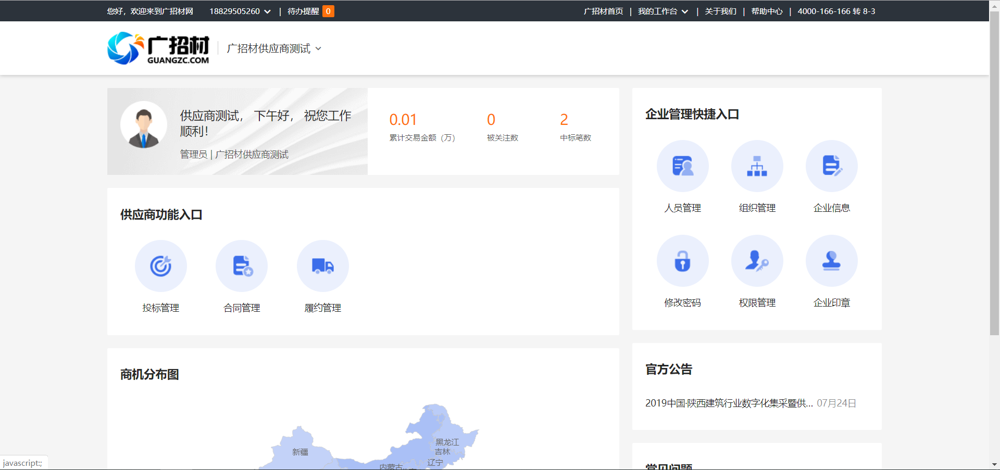 您好，欢迎来到广招材网 18829505260 | 待办提醒 0
广招材首页 | 我的工作台 | 关于我们 | 帮助中心 | 4000-166-166 转 8-3
广招材
GUANGZC.COM
广招材供应商测试
供应商测试， 下午好， 祝您工作
顺利！
管理员 | 广招材供应商测试
0.01
累计交易金额（万）
0
被关注数
2
中标笔数
供应商功能入口
投标管理 合同管理 履约管理
商机分布图
黑龙江
吉林
新疆
辽宁
内蒙古
企业管理快捷入口
人员管理 组织管理 企业信息
修改密码 权限管理 企业印章
官方公告
2019中国·陕西建筑行业数字化集采暨供... 07月24日
常见问题
javascript:;